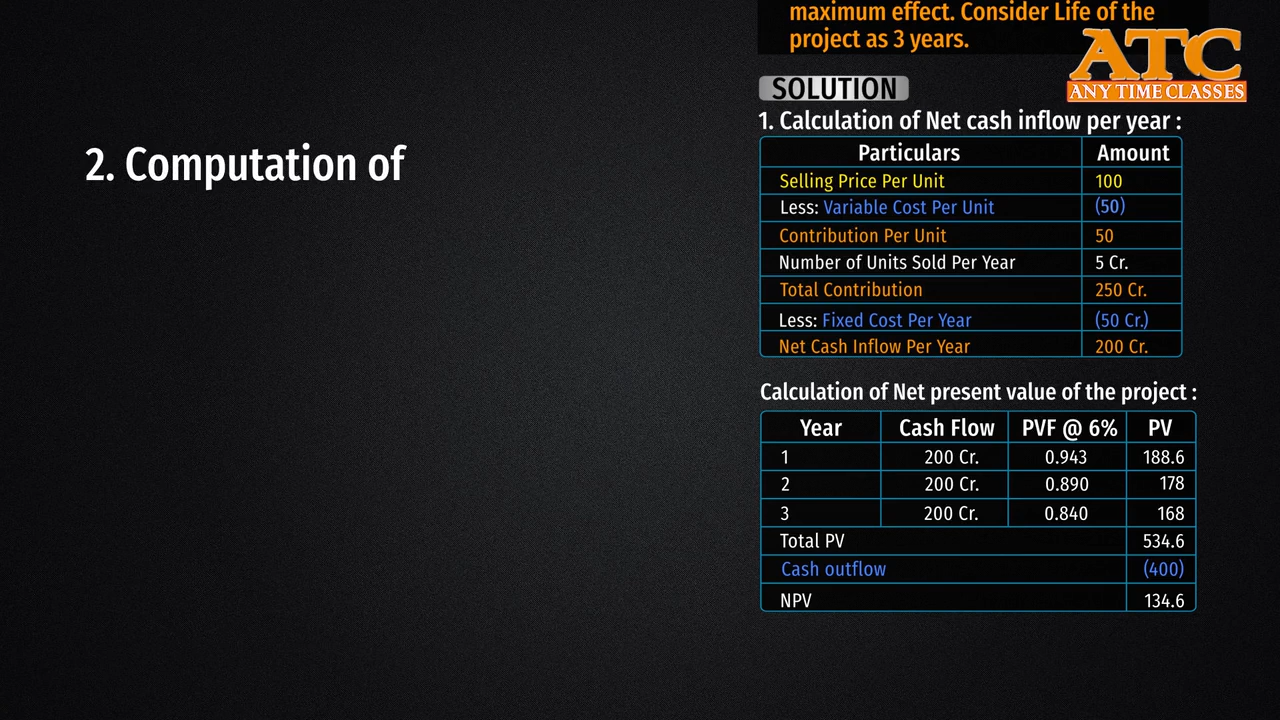 maximum effect. Consider Life of the
project as 3 years.
ATC
ANY TIME CLASSES
SOLUTION
1. Calculation of Net cash inflow per year :
Particulars Amount
Selling Price Per Unit 100
Less: Variable Cost Per Unit (50)
Contribution Per Unit 50
Number of Units Sold Per Year 5 Cr.
Total Contribution 250 Cr.
Less: Fixed Cost Per Year (50 Cr.)
Net Cash Inflow Per Year 200 Cr.
Calculation of Net present value of the project :
Year Cash Flow PVF @ 6% PV
1 200 Cr. 0.943 188.6
2 200 Cr. 0.890 178
3 200 Cr. 0.840 168
Total PV 534.6
Cash outflow (400)
NPV 134.6
2. Computation of